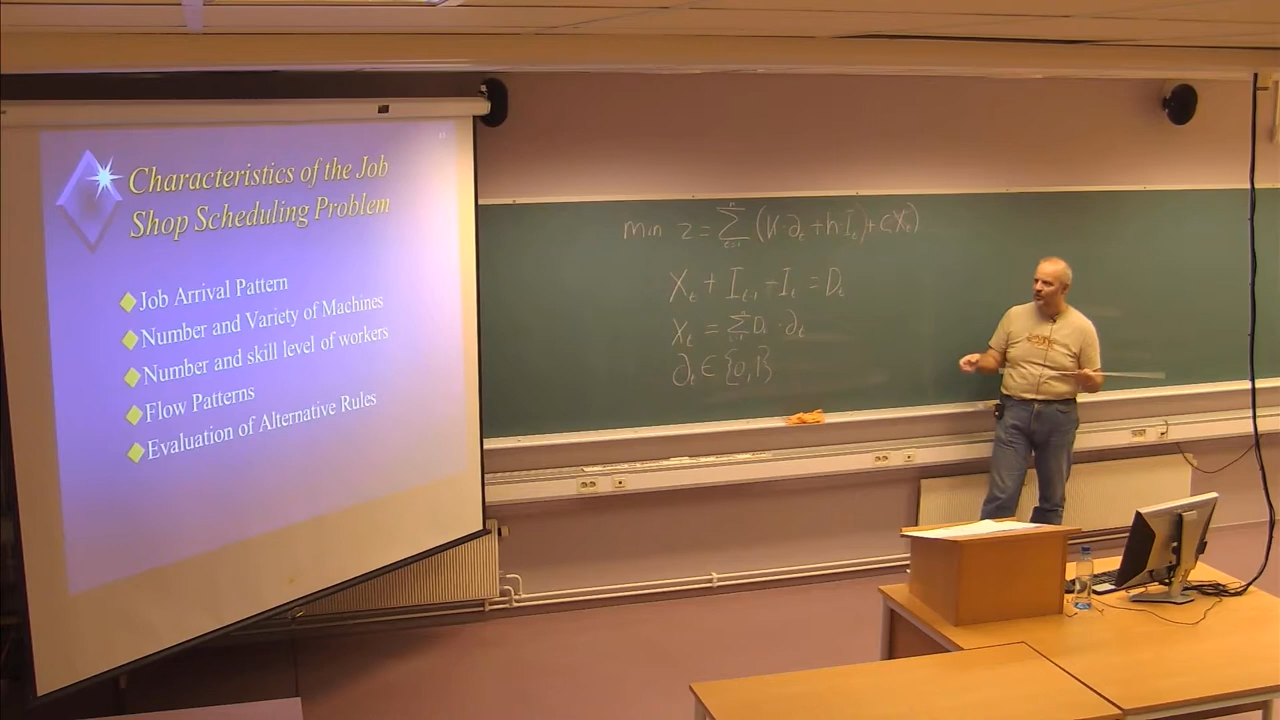 Characteristics of the Job
Shop Scheduling Problem
Job Arrival Pattern
Number and Variety of Machines
Number and skill level of workers
Flow Patterns
Evaluation of Alternative Rules
min z = ∑ (K·∂ₜ + h·Iₜ) + cXₜ)
Xₜ + Iₜ₋₁ - Iₜ = Dₜ
Xₜ = ∑ Dᵢ · ∂ₜ
∂ₜ ∈ {0,1}